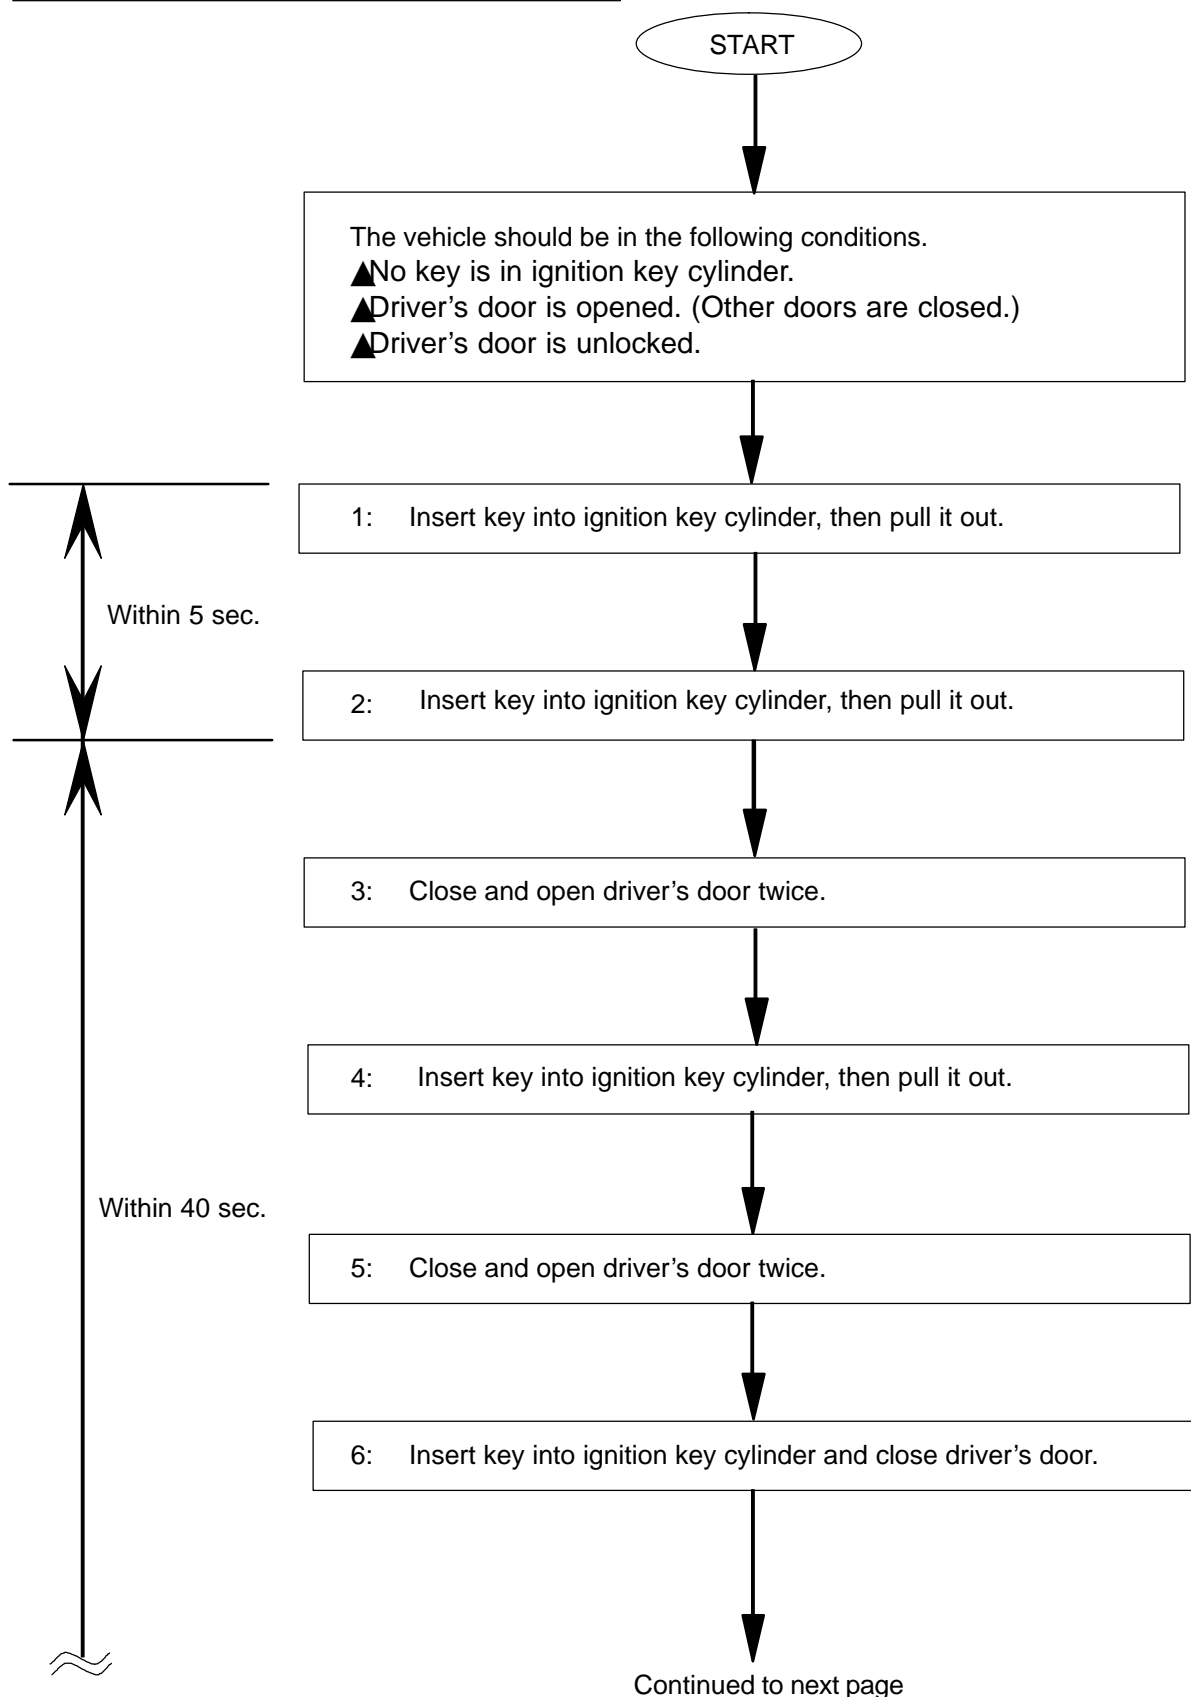 START
The vehicle should be in the following conditions.
▲No key is in ignition key cylinder.
▲Driver’s door is opened. (Other doors are closed.)
▲Driver’s door is unlocked.
1: Insert key into ignition key cylinder, then pull it out.
Within 5 sec.
2: Insert key into ignition key cylinder, then pull it out.
3: Close and open driver’s door twice.
4: Insert key into ignition key cylinder, then pull it out.
Within 40 sec.
5: Close and open driver’s door twice.
6: Insert key into ignition key cylinder and close driver’s door.
Continued to next page